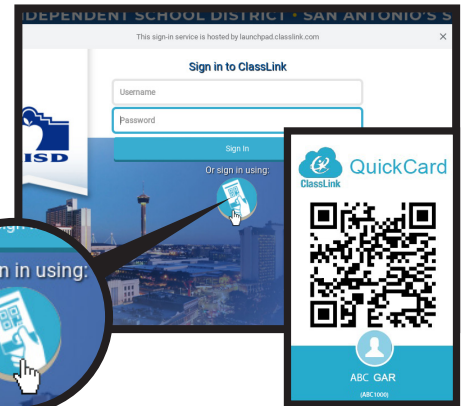 IDEPENDENT SCHOOL DISTRICT • SAN ANTONIO'S S
This sign-in service is hosted by launchpad.classlink.com
Sign in to ClassLink
Username
Password
Sign In
Or sign in using:
ISD
n in using:
ClassLink
QuickCard
ABC GAR
(ABC1000)